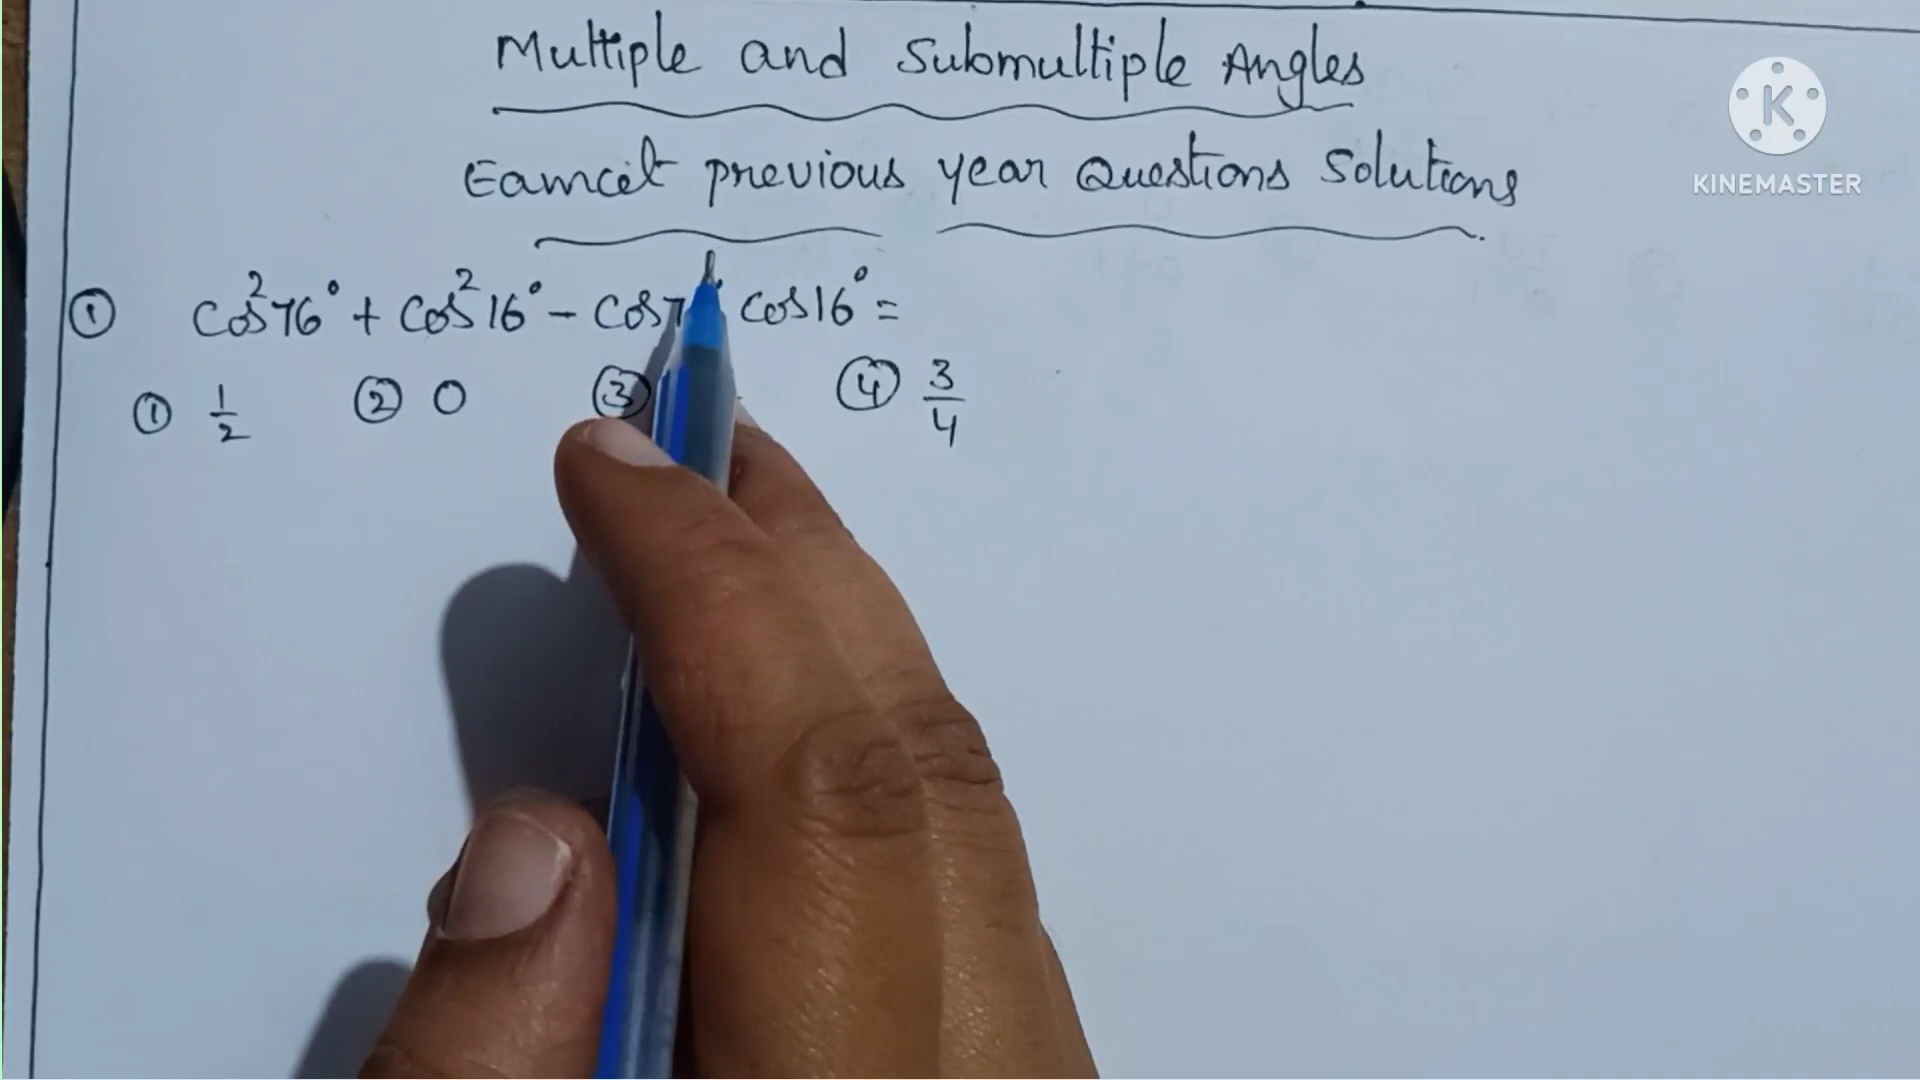 Multiple and Submultiple Angles
Eamcet previous year Questions Solutions
K
KINEMASTER
① cos²76° + cos²16° - cos7 cos16° =
① 1/2 ② 0 ③ ④ 3/4